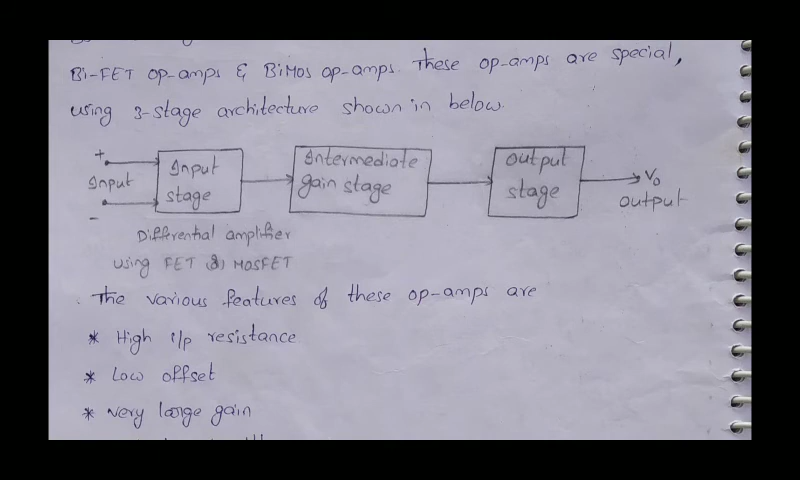 Bi-FET op-amps & BiMos op-amps. These op-amps are special,
using 3-stage architecture shown in below.
+
Input
-
Input
stage
Intermediate
gain stage
output
stage
Vo
output
Differential amplifier
using FET (or) MOSFET
The various features of these op-amps are
* High i/p resistance
* Low offset
* very large gain